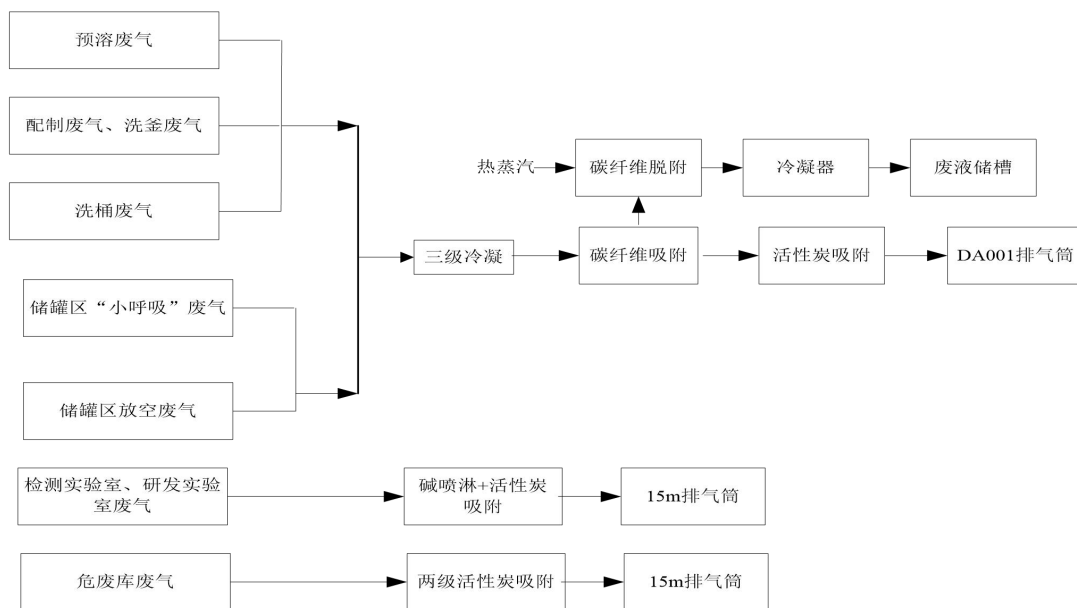 预溶废气
配制废气、洗釜废气
洗桶废气
热蒸汽
碳纤维脱附
冷凝器
废液储槽
三级冷凝
碳纤维吸附
活性炭吸附
DA001排气筒
储罐区“小呼吸”废气
储罐区放空废气
检测实验室、研发实验
室废气
碱喷淋+活性炭
吸附
15m排气筒
危废库废气
两级活性炭吸附
15m排气筒